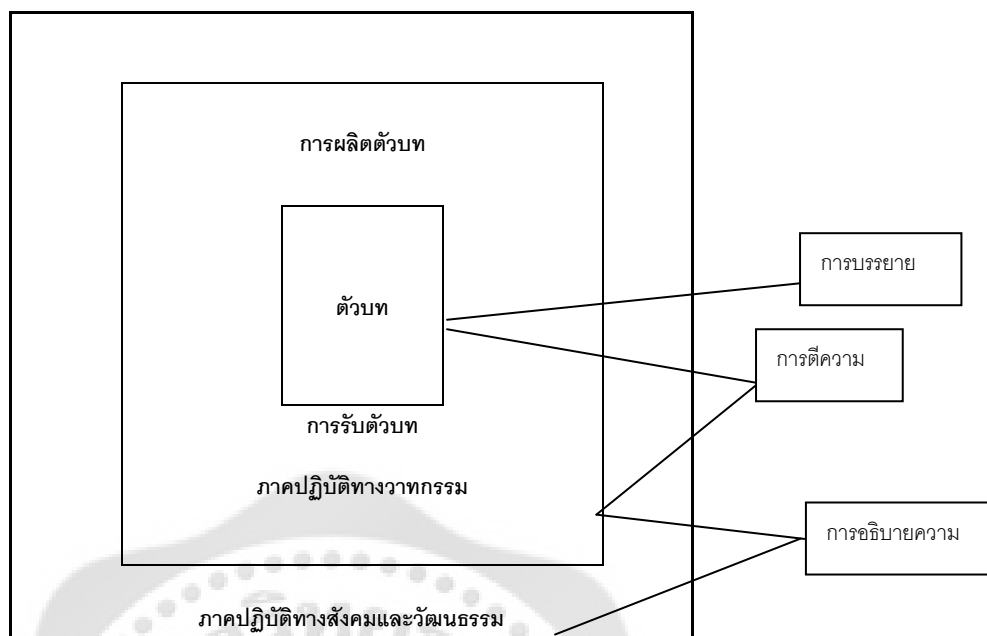 การผลิตตัวบท
การบรรยาย
ตัวบท
การตีความ
การรับตัวบท
ภาคปฏิบัติทางวาทกรรม
การอธิบายความ
ภาคปฏิบัติทางสังคมและวัฒนธรรม